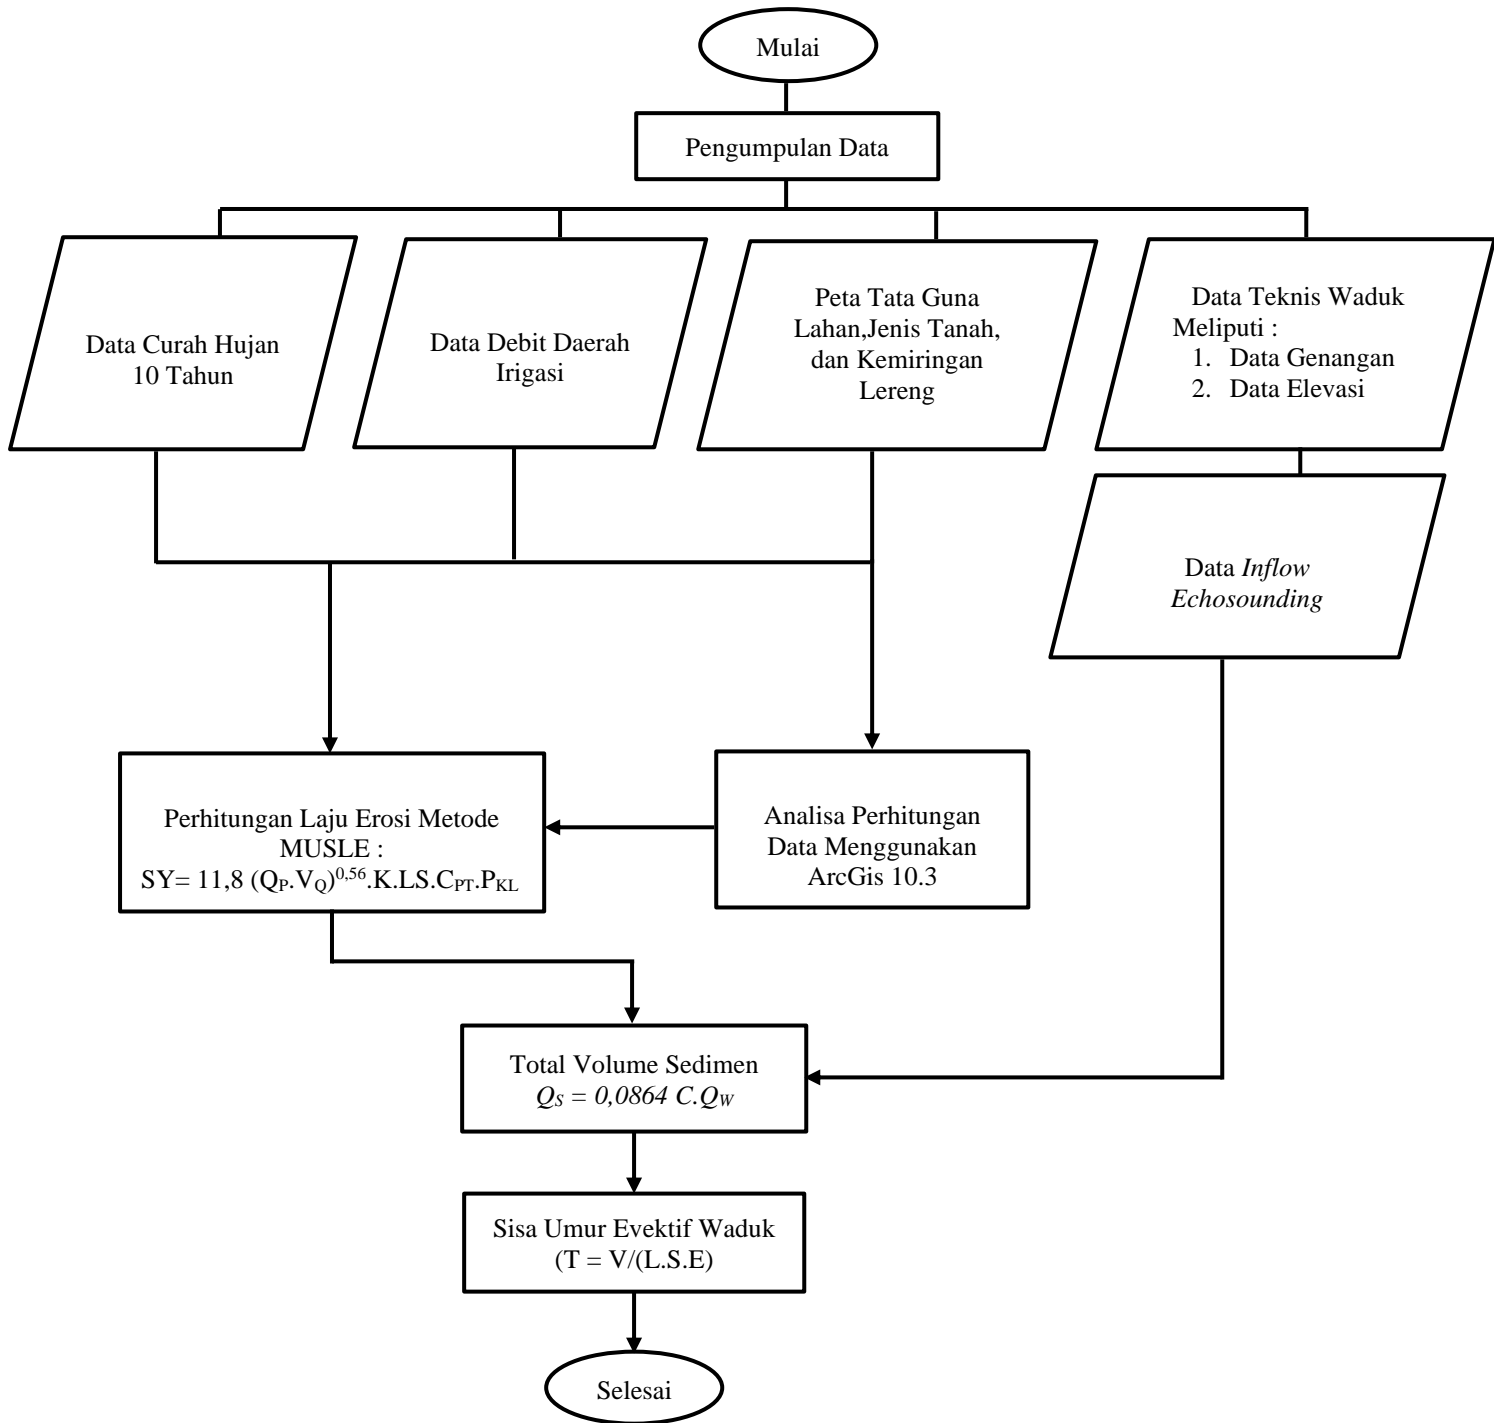 Mulai
Pengumpulan Data
Data Curah Hujan
10 Tahun
Data Debit Daerah
Irigasi
Peta Tata Guna
Lahan,Jenis Tanah,
dan Kemiringan
Lereng
Data Teknis Waduk
Meliputi :
1. Data Genangan
2. Data Elevasi
Data Inflow
Echosounding
Perhitungan Laju Erosi Metode
MUSLE :
SY= 11,8 (QP.VQ)0,56.K.LS.CPT.PKL
Analisa Perhitungan
Data Menggunakan
ArcGis 10.3
Total Volume Sedimen
QS = 0,0864 C.QW
Sisa Umur Evektif Waduk
(T = V/(L.S.E)
Selesai